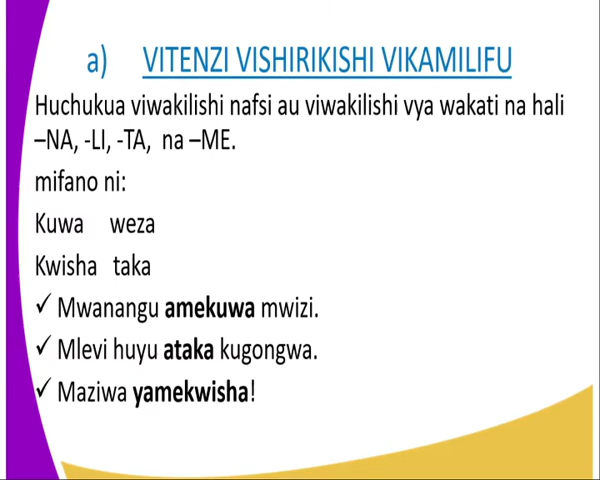 a) VITENZI VISHIRIKISHI VIKAMILIFU
Huchukua viwakilishi nafsi au viwakilishi vya wakati na hali
–NA, -LI, -TA, na –ME.
mifano ni:
Kuwa weza
Kwisha taka
✓ Mwanangu amekuwa mwizi.
✓ Mlevi huyu ataka kugongwa.
✓ Maziwa yamekwisha!